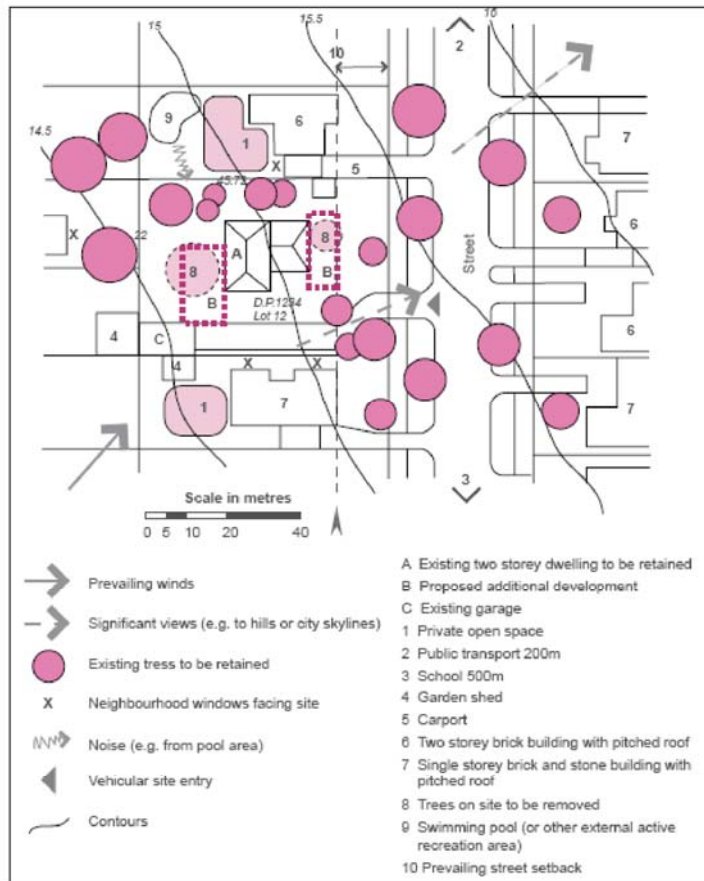 15
15.5
16
2
10
9
1
6
7
14.5
X
5
45.72
6
X
22
8
A
8
B
Street
B
D.P.1234
Lot 12
4
C
6
4
X
X
1
7
7
3
Scale in metres
0 5 10 20 40
Prevailing winds
Significant views (e.g. to hills or city skylines)
Existing tress to be retained
X Neighbourhood windows facing site
Noise (e.g. from pool area)
Vehicular site entry
Contours
A Existing two storey dwelling to be retained
B Proposed additional development
C Existing garage
1 Private open space
2 Public transport 200m
3 School 500m
4 Garden shed
5 Carport
6 Two storey brick building with pitched roof
7 Single storey brick and stone building with
pitched roof
8 Trees on site to be removed
9 Swimming pool (or other external active
recreation area)
10 Prevailing street setback